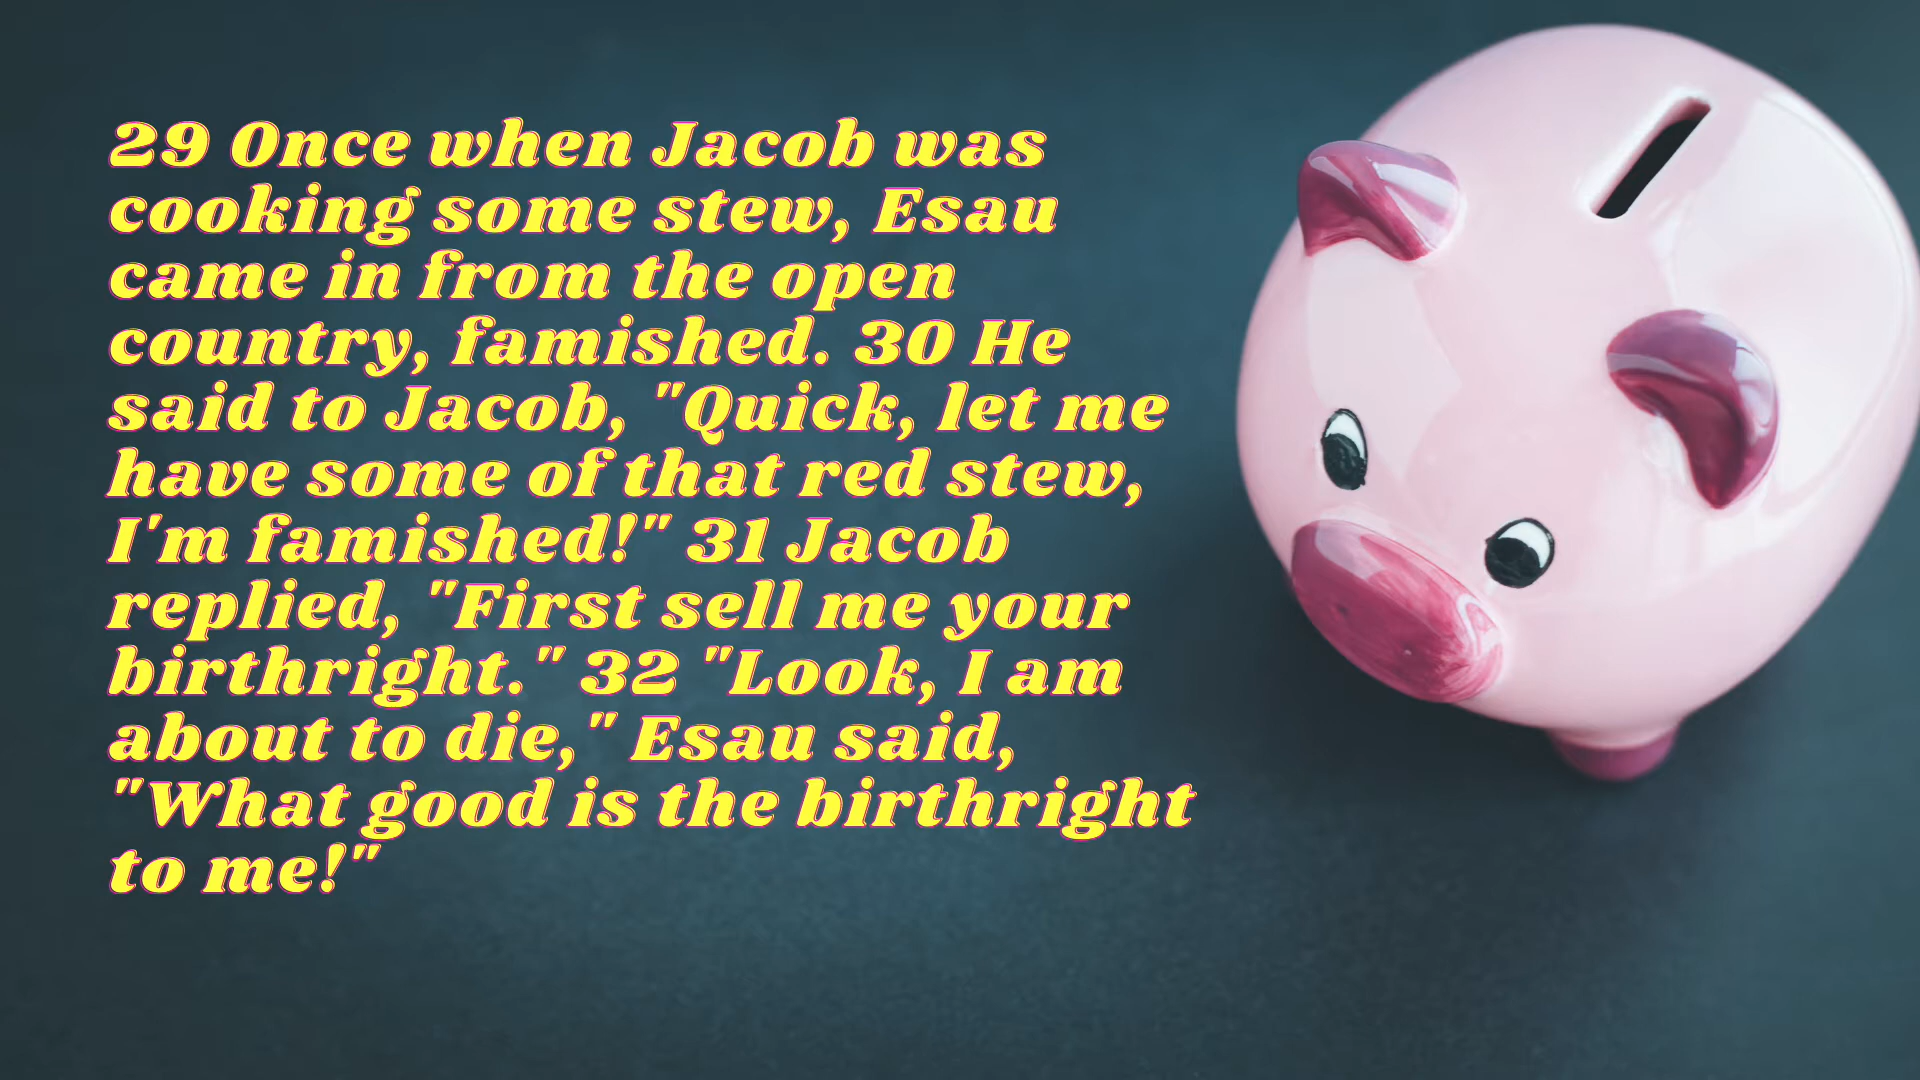 29 Once when Jacob was
cooking some stew, Esau
came in from the open
country, famished. 30 He
said to Jacob, "Quick, let me
have some of that red stew,
I'm famished!" 31 Jacob
replied, "First sell me your
birthright." 32 "Look, I am
about to die," Esau said,
"What good is the birthright
to me!"